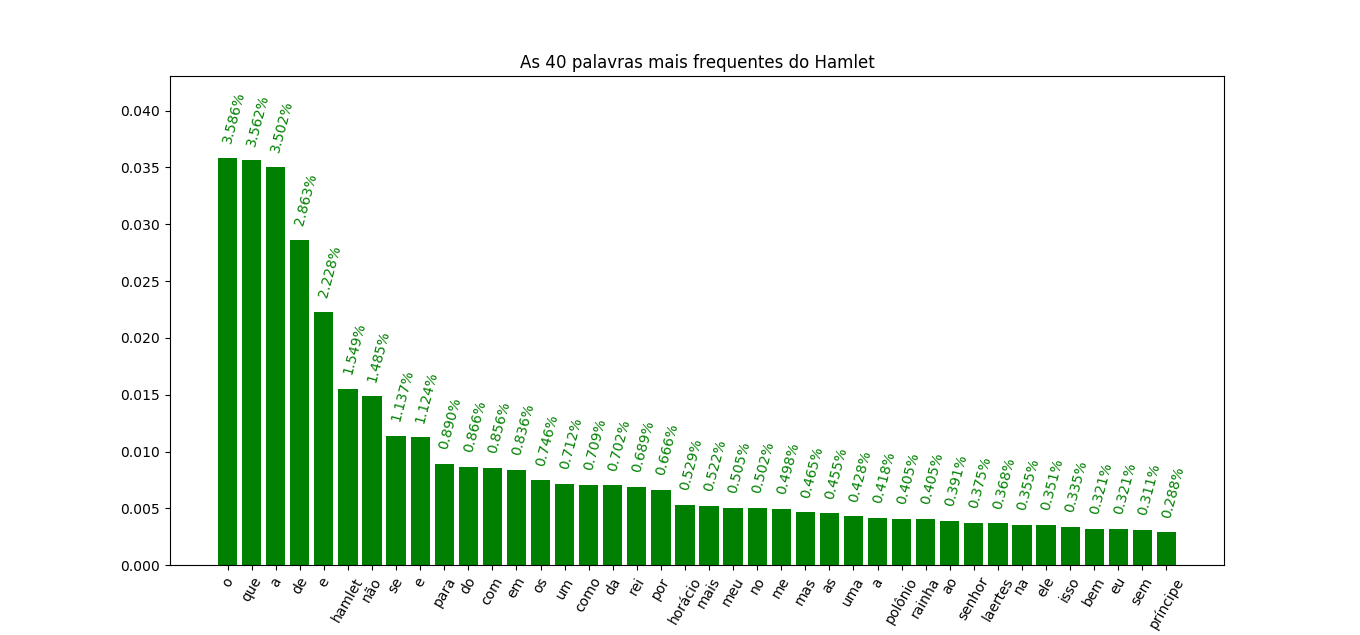 As 40 palavras mais frequentes do Hamlet
0.040
0.035
0.030
0.025
0.020
0.015
0.010
0.005
0.000
3.586%
3.562%
3.502%
2.863%
2.228%
1.549%
1.485%
1.137%
1.124%
0.890%
0.866%
0.856%
0.836%
0.746%
0.712%
0.709%
0.702%
0.689%
0.666%
0.529%
0.522%
0.505%
0.502%
0.498%
0.465%
0.455%
0.428%
0.418%
0.405%
0.405%
0.391%
0.375%
0.368%
0.355%
0.351%
0.335%
0.321%
0.321%
0.311%
0.288%
o
que
a
de
e
hamlet
não
se
e
para
do
com
em
os
um
como
da
rei
por
horácio
mais
meu
no
me
mas
as
uma
a
polônio
rainha
ao
senhor
laertes
na
ele
isso
bem
eu
sem
príncipe